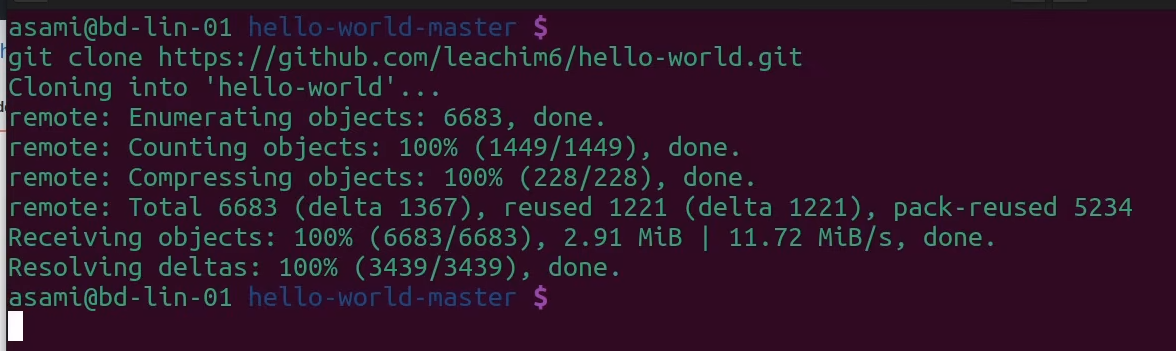 asami@bd-lin-01 hello-world-master $
git clone https://github.com/leachim6/hello-world.git
Cloning into 'hello-world'...
remote: Enumerating objects: 6683, done.
remote: Counting objects: 100% (1449/1449), done.
remote: Compressing objects: 100% (228/228), done.
remote: Total 6683 (delta 1367), reused 1221 (delta 1221), pack-reused 5234
Receiving objects: 100% (6683/6683), 2.91 MiB | 11.72 MiB/s, done.
Resolving deltas: 100% (3439/3439), done.
asami@bd-lin-01 hello-world-master $